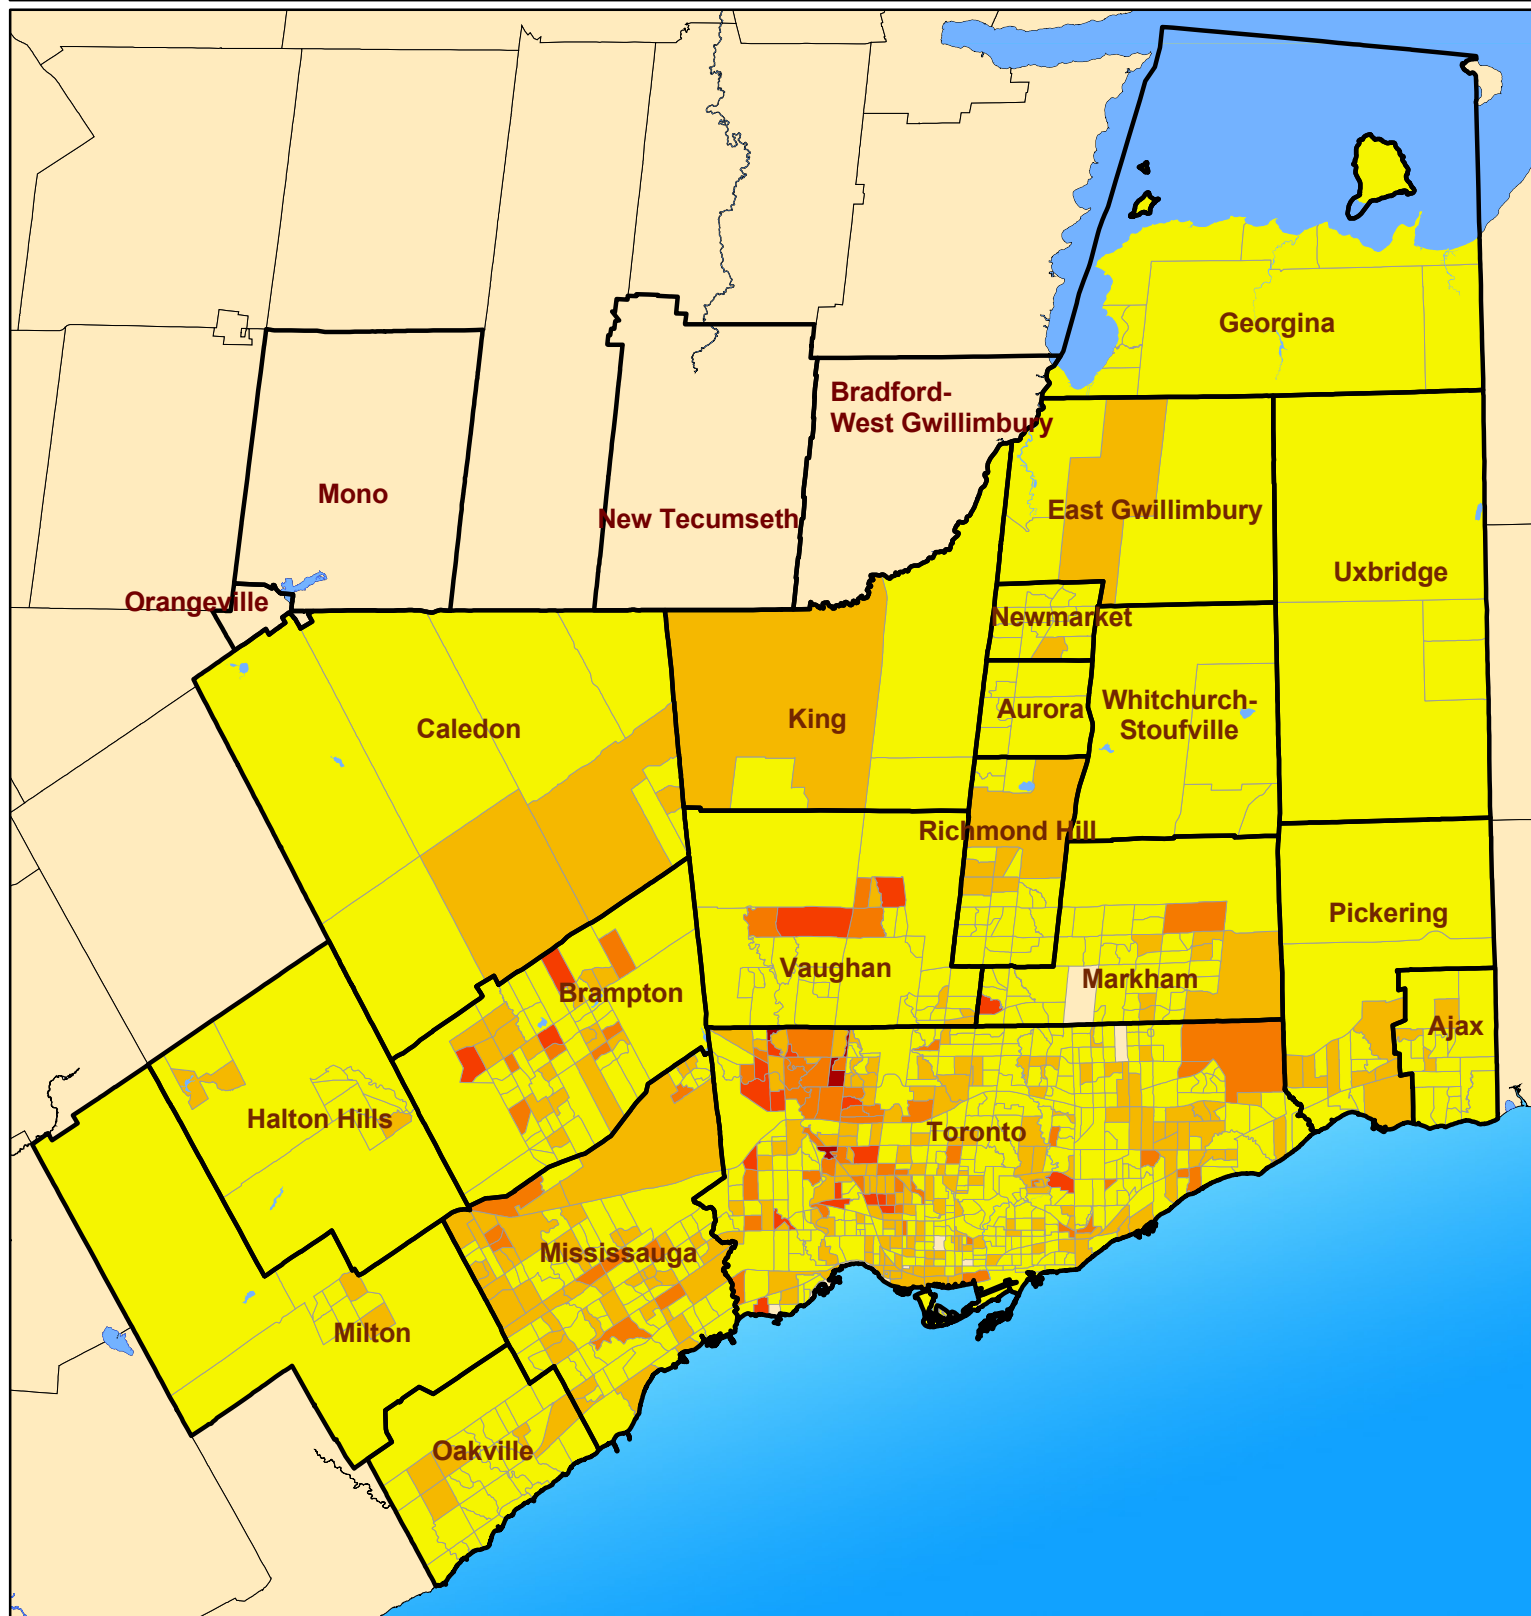 Georgina
Bradford-
West Gwillimbury
Mono
New Tecumseth
East Gwillimbury
Uxbridge
Orangeville
Newmarket
Caledon
King
Aurora
Whitchurch-
Stoufville
Richmond Hill
Pickering
Vaughan
Markham
Brampton
Ajax
Halton Hills
Toronto
Mississauga
Milton
Oakville